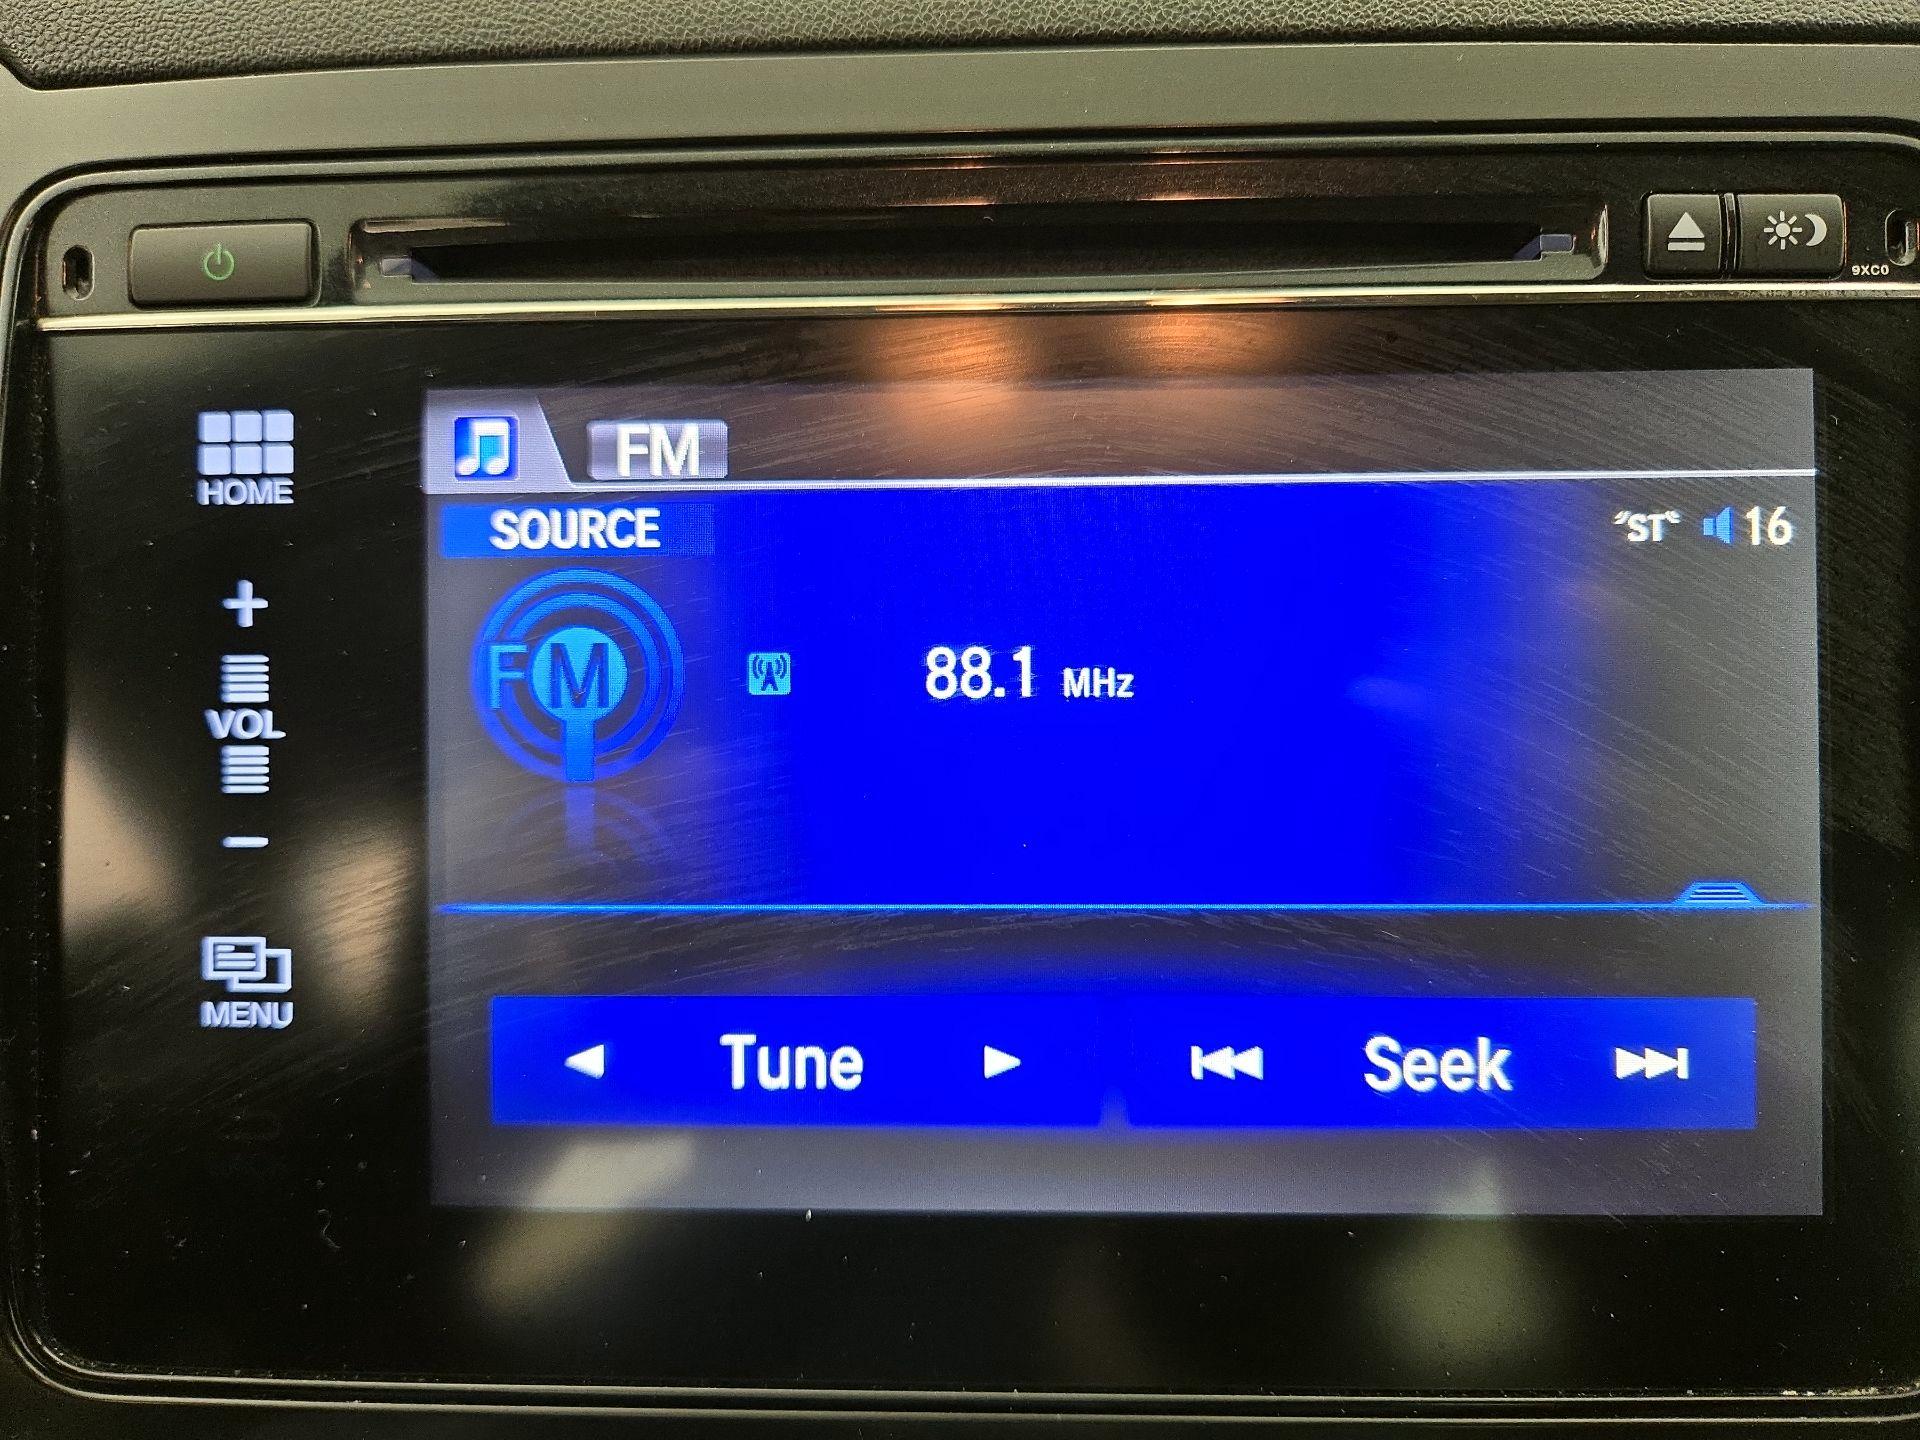 9XC0
HOME
FM
SOURCE
"ST" 16
VOL
FM
88.1 MHz
MENU
Tune
Seek